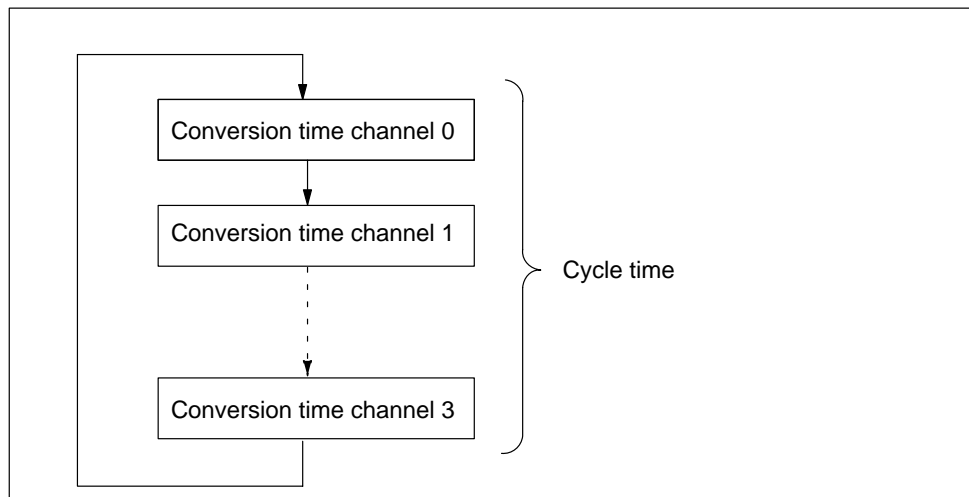 Conversion time channel 0
Conversion time channel 1
Cycle time
Conversion time channel 3